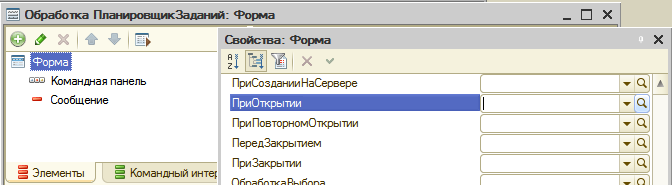 Обработка ПланировщикЗаданий: Форма
Форма
Командная панель
Сообщение
Элементы
Командный интер
Свойства: Форма
ПриСозданииНаСервере
ПриОткрытии
ПриПовторномОткрытии
ПередЗакрытием
ПриЗакрытии
ОбработкаВыбора